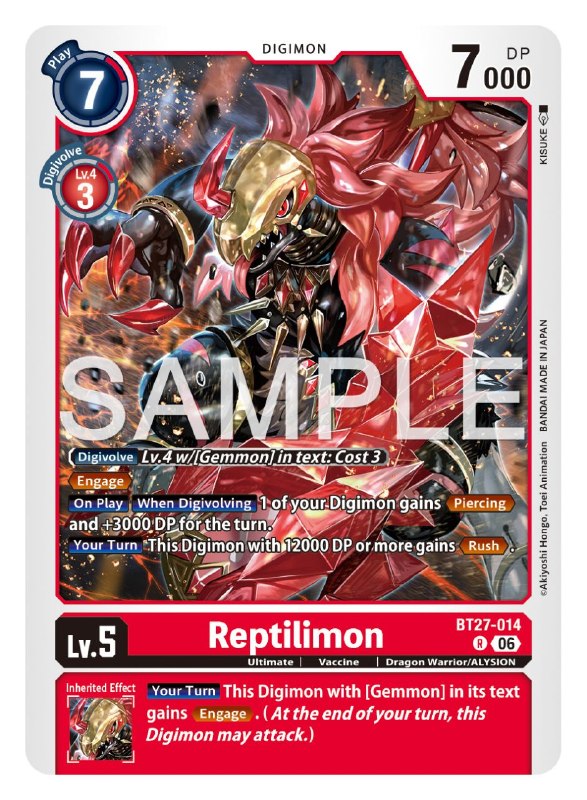 Play
7
DIGIMON
7000
DP
Digivolve
Lv.4
3
KISUKE
SAMPLE
Digivolve Lv.4 w/[Gemmon] in text: Cost 3
Engage
On Play When Digivolving 1 of your Digimon gains Piercing
and +3000 DP for the turn.
Your Turn This Digimon with 12000 DP or more gains Rush .
©Akiyoshi Hongo, Toei Animation BANDAI MADE IN JAPAN
Lv.5
Reptilimon
BT27-014
R 06
Ultimate | Vaccine | Dragon Warrior/ALYSION
Inherited Effect
Your Turn This Digimon with [Gemmon] in its text
gains Engage . (At the end of your turn, this
Digimon may attack.)